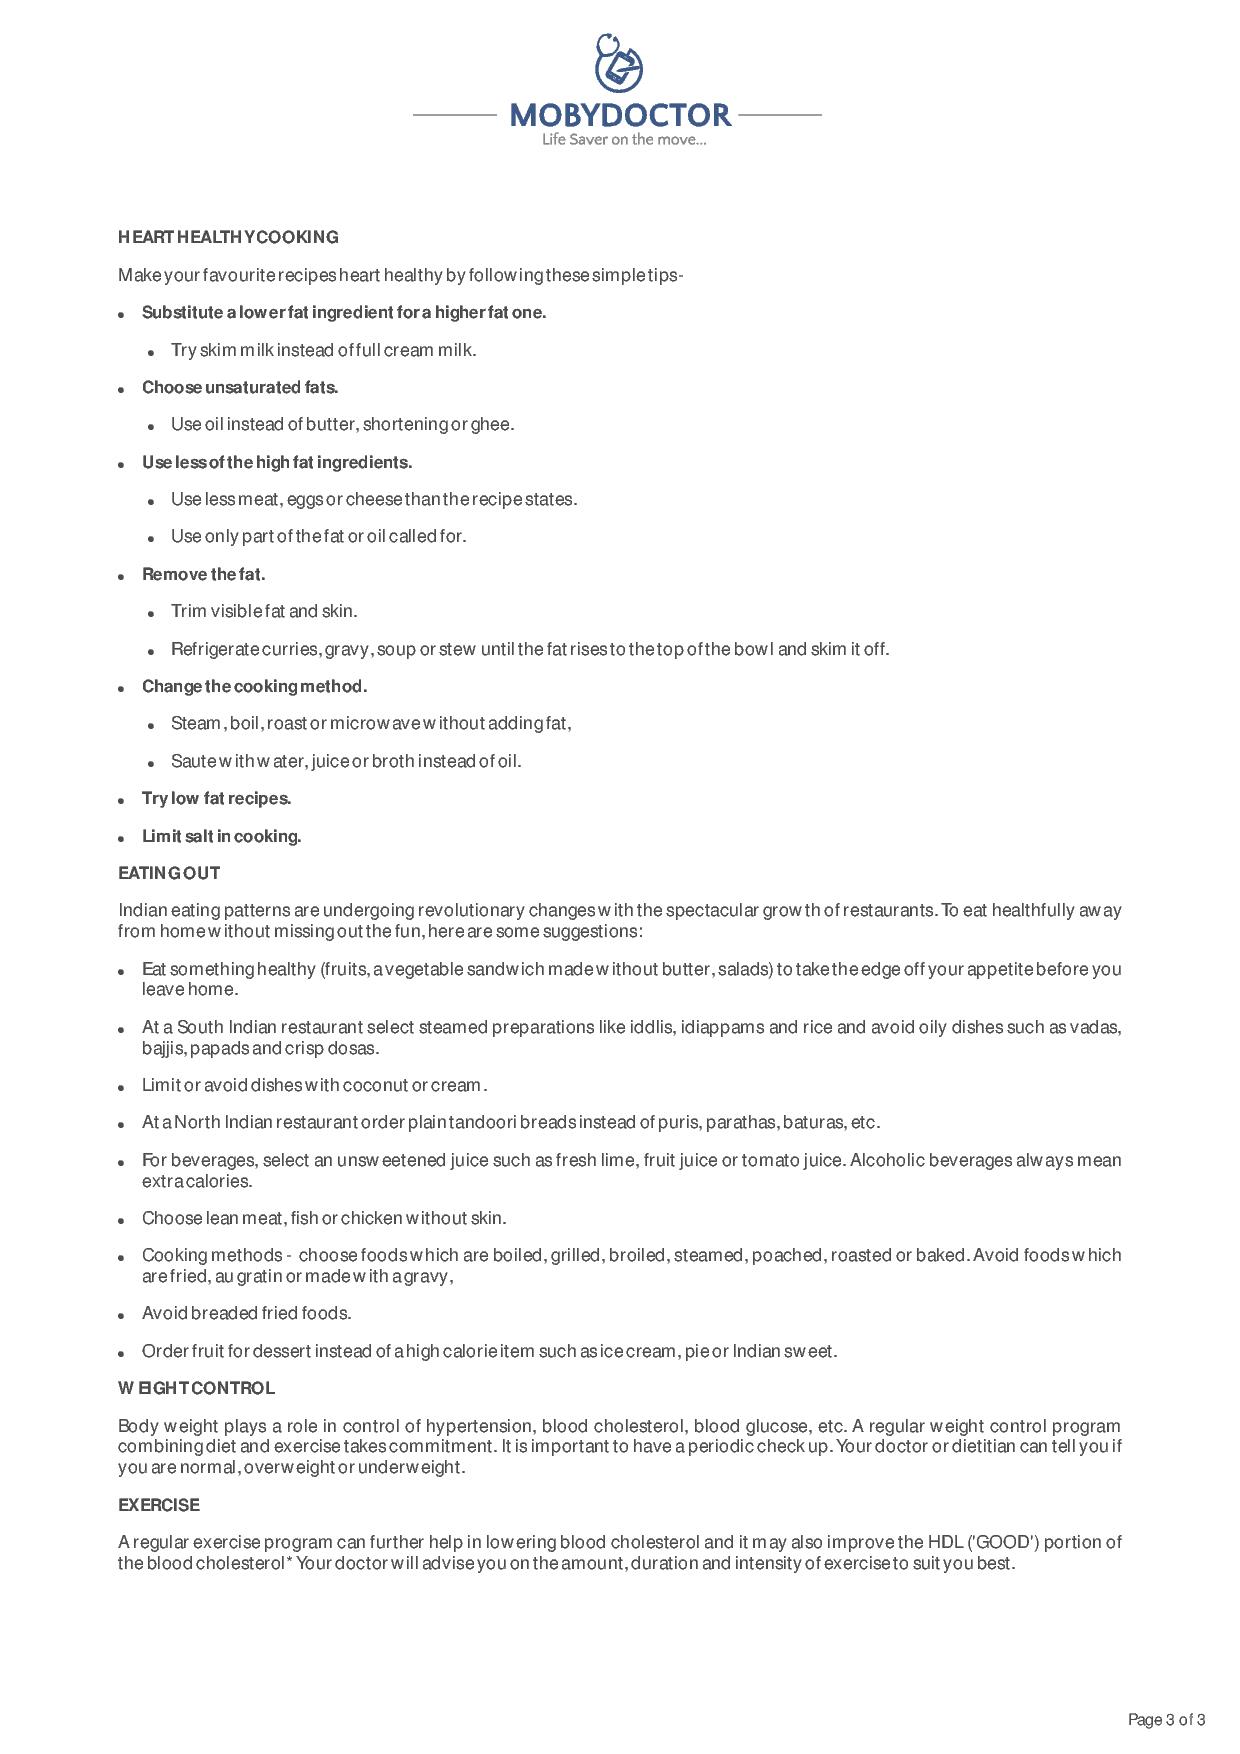 MOBYDOCTOR
Life Saver on the move...
HEART HEALTHY COOKING
Make your favourite recipes heart healthy by following these simple tips-
• Substitute a lower fat ingredient for a higher fat one.
• Try skim milk instead of full cream milk.
• Choose unsaturated fats.
• Use oil instead of butter, shortening or ghee.
• Use less of the high fat ingredients.
• Use less meat, eggs or cheese than the recipe states.
• Use only part of the fat or oil called for.
• Remove the fat.
• Trim visible fat and skin.
• Refrigerate curries, gravy, soup or stew until the fat rises to the top of the bowl and skim it off.
• Change the cooking method.
• Steam, boil, roast or microwave without adding fat,
• Saute with water, juice or broth instead of oil.
• Try low fat recipes.
• Limit salt in cooking.
EATING OUT
Indian eating patterns are undergoing revolutionary changes with the spectacular growth of restaurants. To eat healthfully away
from home without missing out the fun, here are some suggestions:
• Eat something healthy (fruits, a vegetable sandwich made without butter, salads) to take the edge off your appetite before you
leave home.
• At a South Indian restaurant select steamed preparations like iddlis, idiappams and rice and avoid oily dishes such as vadas,
bajjis, papads and crisp dosas.
• Limit or avoid dishes with coconut or cream.
• At a North Indian restaurant order plain tandoori breads instead of puris, parathas, baturas, etc.
• For beverages, select an unsweetened juice such as fresh lime, fruit juice or tomato juice. Alcoholic beverages always mean
extra calories.
• Choose lean meat, fish or chicken without skin.
• Cooking methods - choose foods which are boiled, grilled, broiled, steamed, poached, roasted or baked. Avoid foods which
are fried, au gratin or made with a gravy,
• Avoid breaded fried foods.
• Order fruit for dessert instead of a high calorie item such as ice cream, pie or Indian sweet.
WEIGHT CONTROL
Body weight plays a role in control of hypertension, blood cholesterol, blood glucose, etc. A regular weight control program
combining diet and exercise takes commitment. It is important to have a periodic check up. Your doctor or dietitian can tell you if
you are normal, overweight or underweight.
EXERCISE
A regular exercise program can further help in lowering blood cholesterol and it may also improve the HDL ('GOOD') portion of
the blood cholesterol* Your doctor will advise you on the amount, duration and intensity of exercise to suit you best.
Page 3 of 3